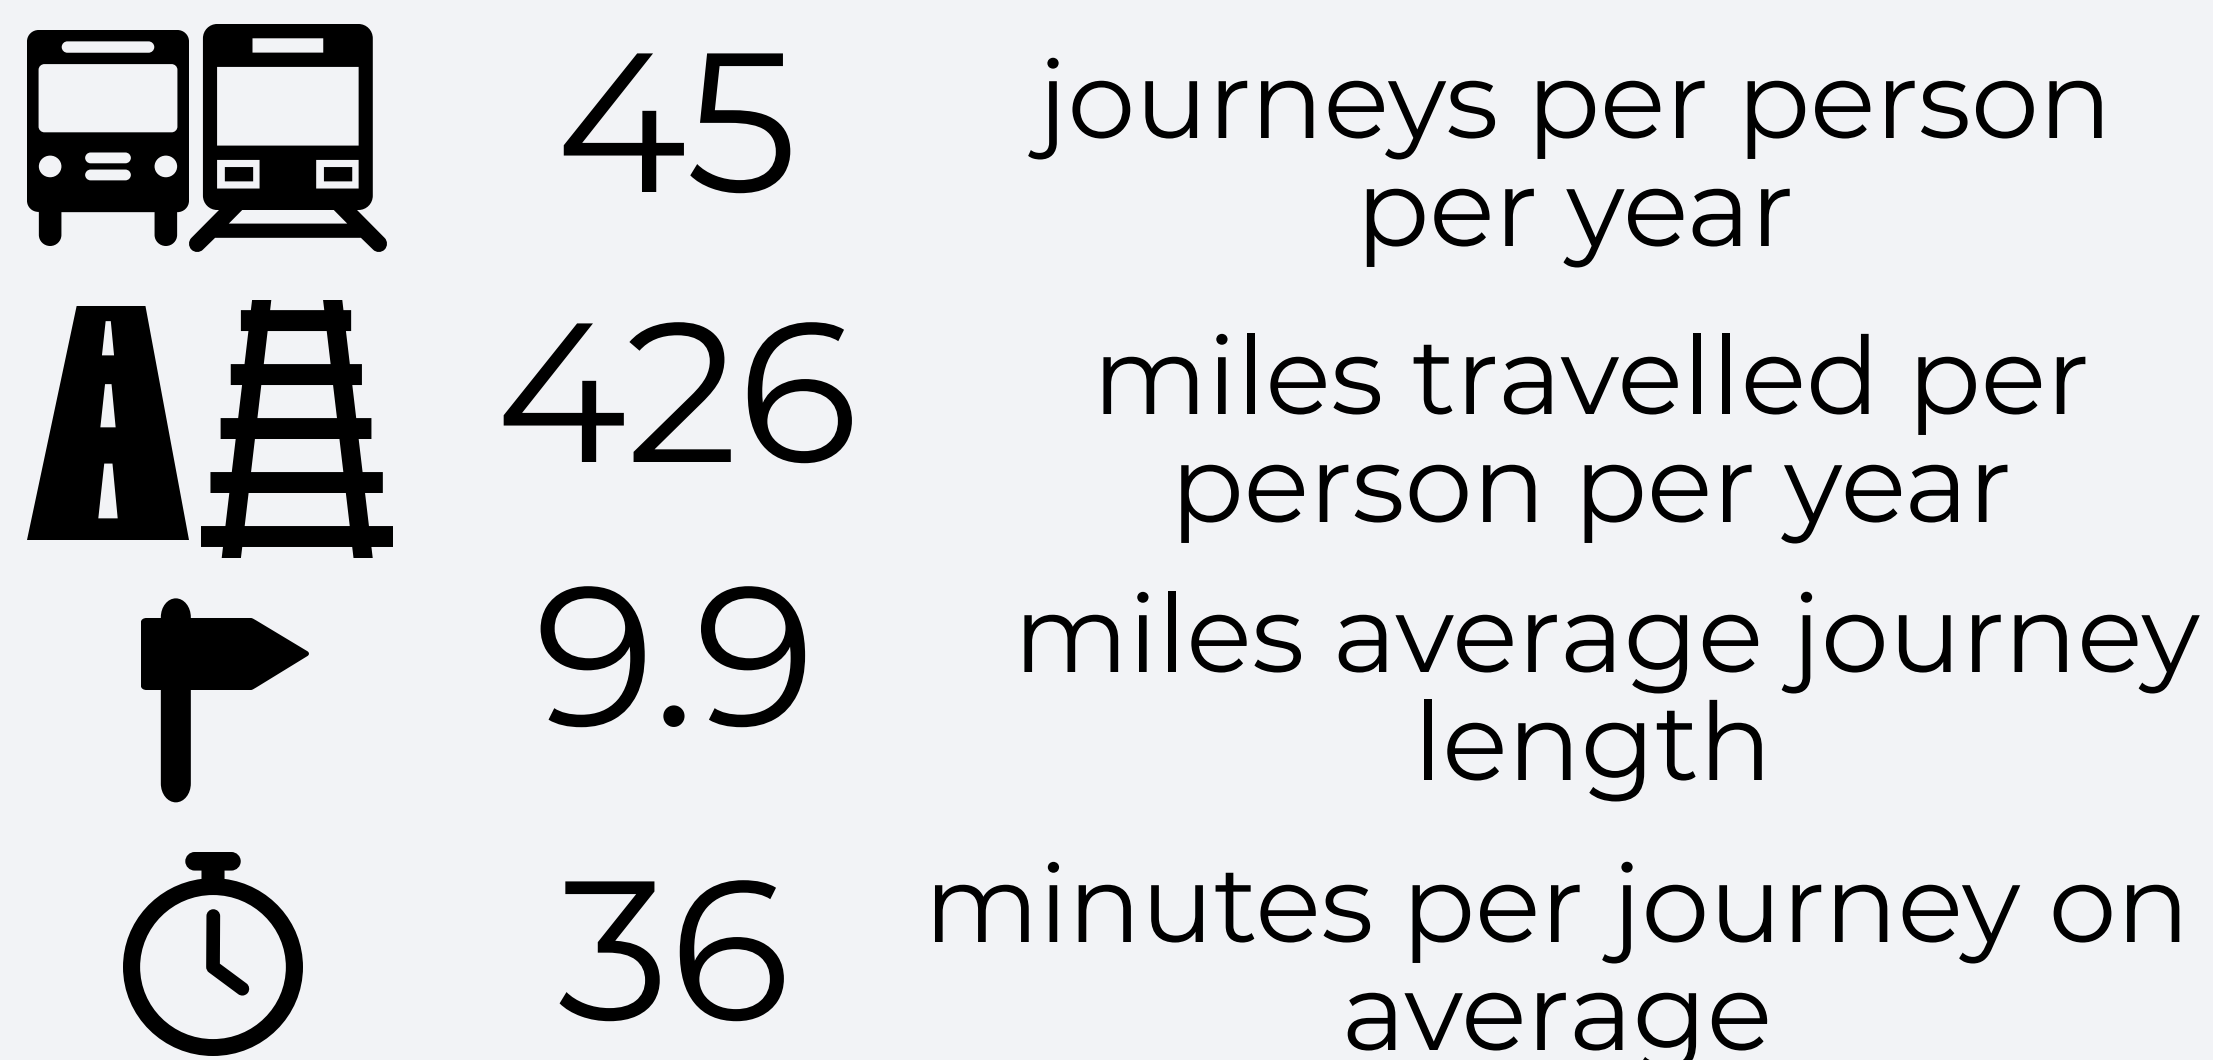 45
journeys per person
per year
426
miles travelled per
person per year
9.9
miles average journey
length
36
minutes per journey on
average